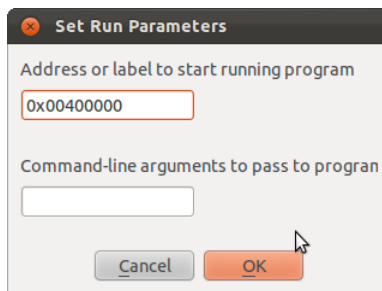 Set Run Parameters
Address or label to start running program
0x00400000
Command-line arguments to pass to program
Cancel OK